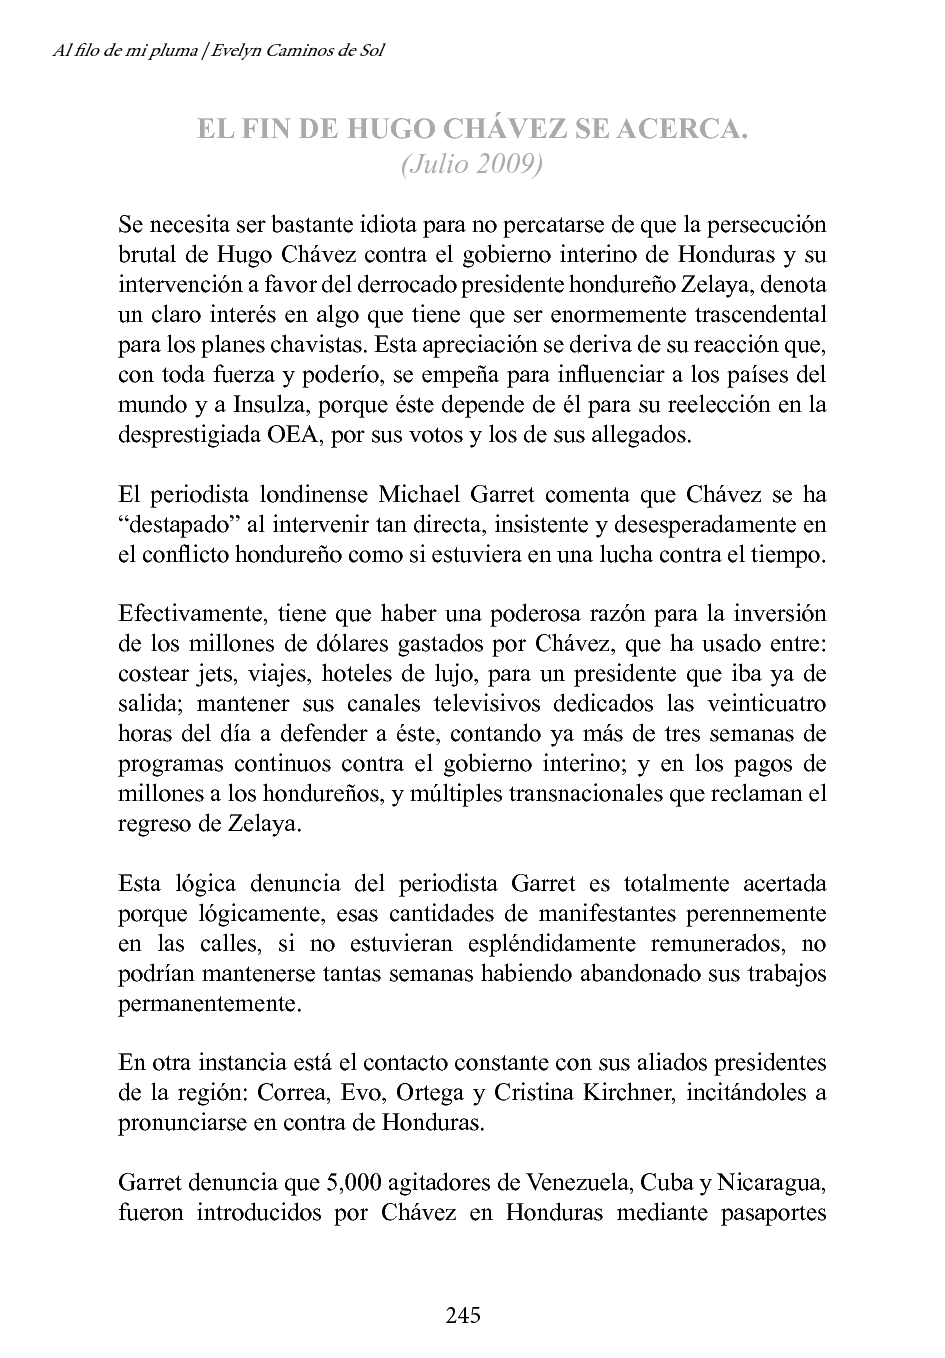 Al filo de mi pluma | Evelyn Caminos de Sol
EL FIN DE HUGO CHÁVEZ SE ACERCA.
(Julio 2009)
Se necesita ser bastante idiota para no percatarse de que la persecución
brutal de Hugo Chávez contra el gobierno interino de Honduras y su
intervención a favor del derrocado presidente hondureño Zelaya, denota
un claro interés en algo que tiene que ser enormemente trascendental
para los planes chavistas. Esta apreciación se deriva de su reacción que,
con toda fuerza y poderío, se empeña para influenciar a los países del
mundo y a Insulza, porque éste depende de él para su reelección en la
desprestigiada OEA, por sus votos y los de sus allegados.
El periodista londinense Michael Garret comenta que Chávez se ha
“destapado” al intervenir tan directa, insistente y desesperadamente en
el conflicto hondureño como si estuviera en una lucha contra el tiempo.
Efectivamente, tiene que haber una poderosa razón para la inversión
de los millones de dólares gastados por Chávez, que ha usado entre:
costear jets, viajes, hoteles de lujo, para un presidente que iba ya de
salida; mantener sus canales televisivos dedicados las veinticuatro
horas del día a defender a éste, contando ya más de tres semanas de
programas continuos contra el gobierno interino; y en los pagos de
millones a los hondureños, y múltiples transnacionales que reclaman el
regreso de Zelaya.
Esta lógica denuncia del periodista Garret es totalmente acertada
porque lógicamente, esas cantidades de manifestantes perennemente
en las calles, si no estuvieran espléndidamente remunerados, no
podrían mantenerse tantas semanas habiendo abandonado sus trabajos
permanentemente.
En otra instancia está el contacto constante con sus aliados presidentes
de la región: Correa, Evo, Ortega y Cristina Kirchner, incitándoles a
pronunciarse en contra de Honduras.
Garret denuncia que 5,000 agitadores de Venezuela, Cuba y Nicaragua,
fueron introducidos por Chávez en Honduras mediante pasaportes
245